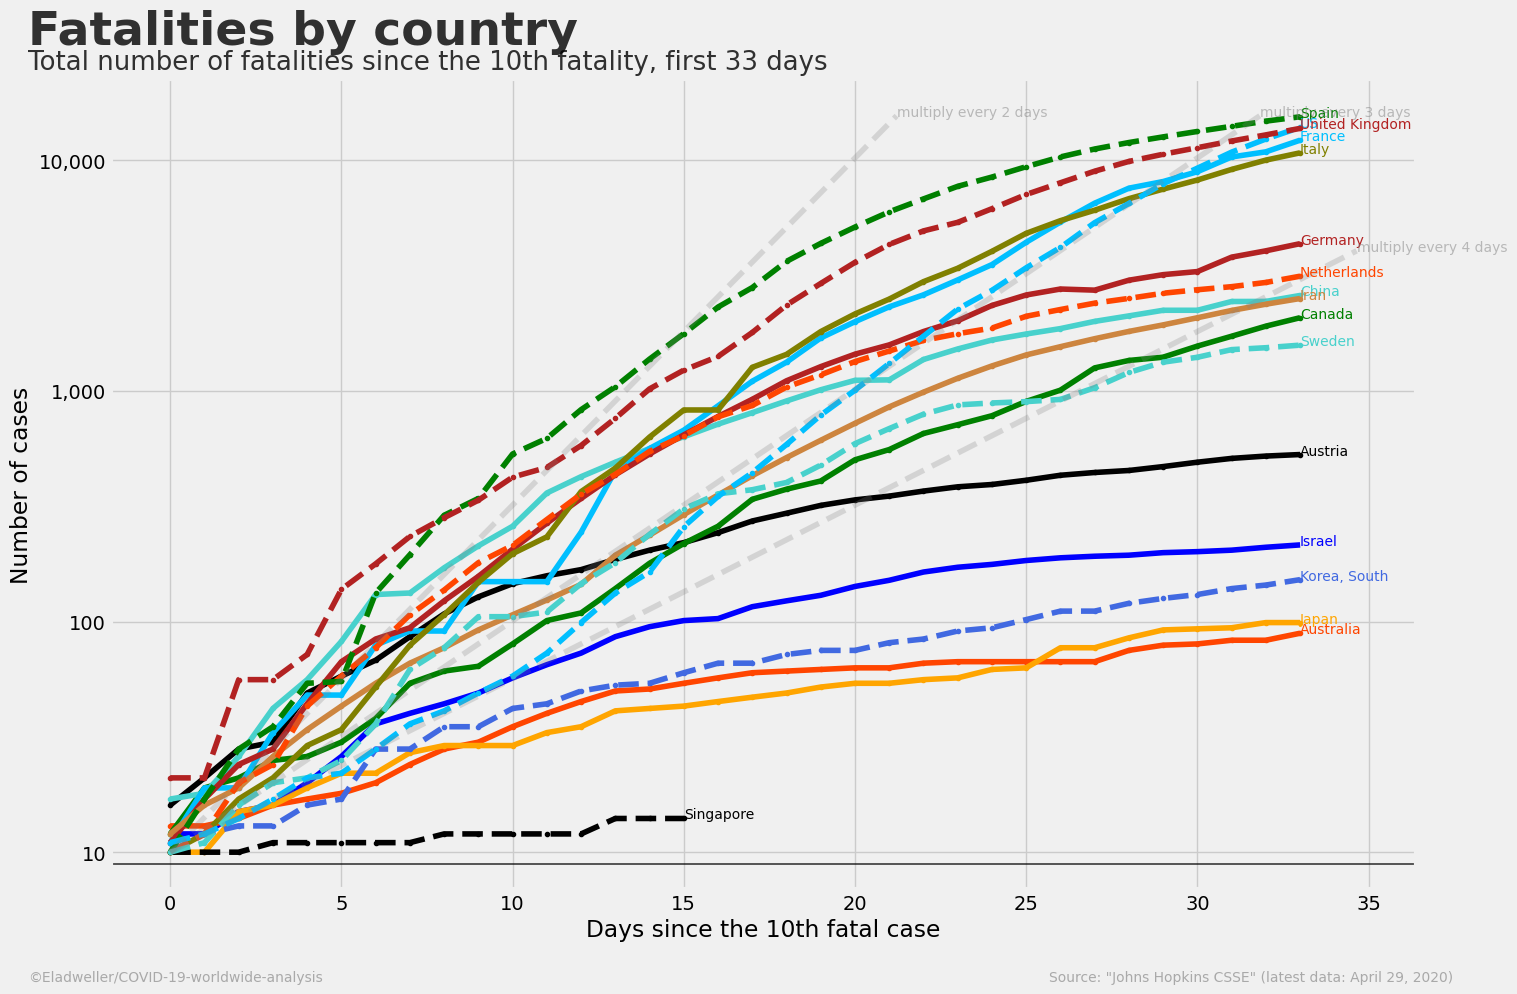 Fatalities by country
Total number of fatalities since the 10th fatality, first 33 days
multiply every 2 days
multiply every 3 days
Spain
United Kingdom
France
Italy
10,000
Germany
multiply every 4 days
Netherlands
China
Iran
Canada
Sweden
1,000
Austria
Israel
Korea, South
Japan
Australia
100
Singapore
10
Number of cases
0
5
10
15
20
25
30
35
Days since the 10th fatal case
©Eladweller/COVID-19-worldwide-analysis
Source: "Johns Hopkins CSSE" (latest data: April 29, 2020)